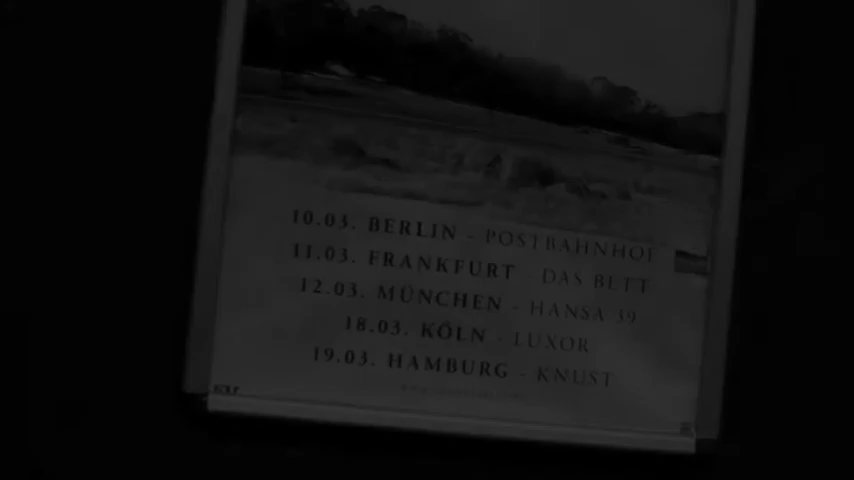 10.03. BERLIN - POSTBAHNHOF
11.03. FRANKFURT DAS BETT
12.03. MÜNCHEN - HANSA 39
18.03. KÖLN - LUXOR
19.03. HAMBURG - KNUST